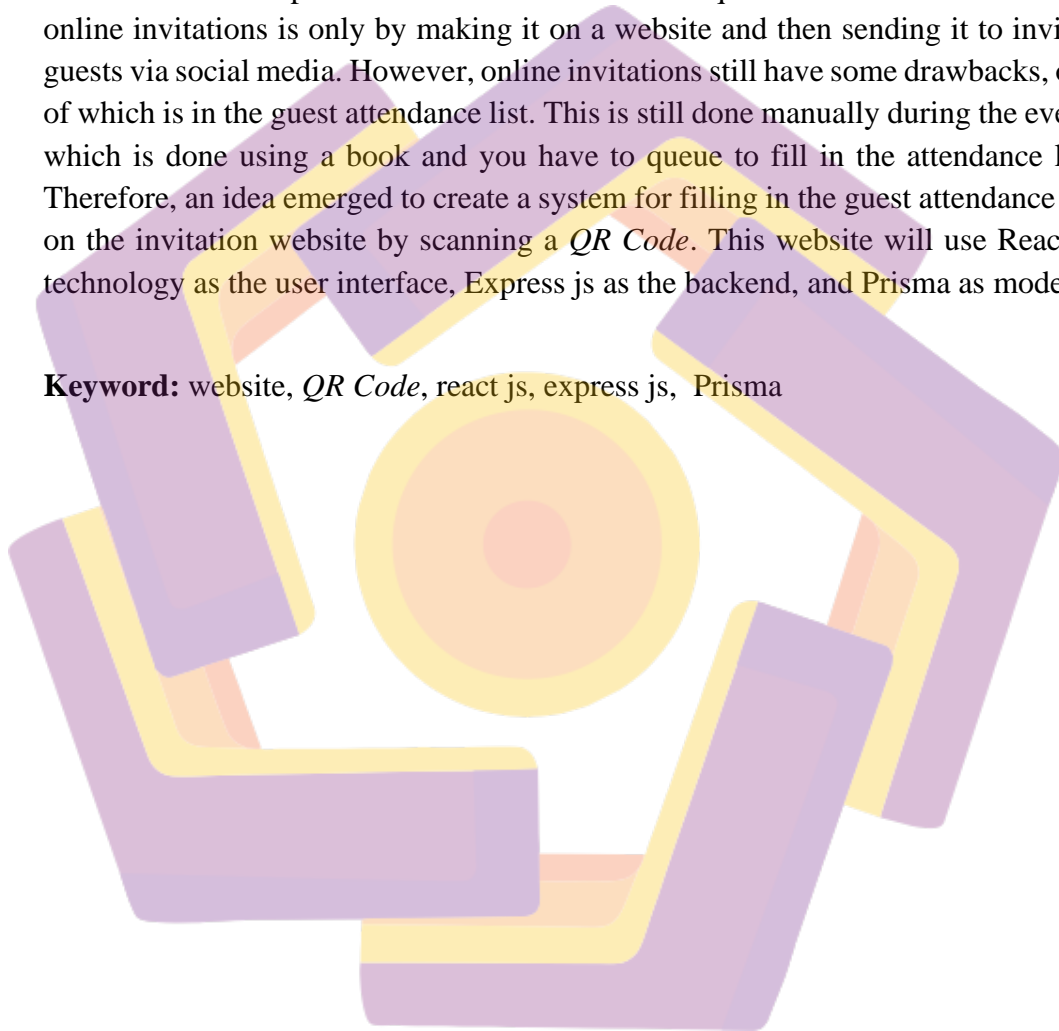 online invitations is only by making it on a website and then sending it to invi
guests via social media. However, online invitations still have some drawbacks,
of which is in the guest attendance list. This is still done manually during the eve
which is done using a book and you have to queue to fill in the attendance
Therefore, an idea emerged to create a system for filling in the guest attendance
on the invitation website by scanning a QR Code. This website will use Reac
technology as the user interface, Express js as the backend, and Prisma as mode
Keyword: website, QR Code, react js, express js, Prisma